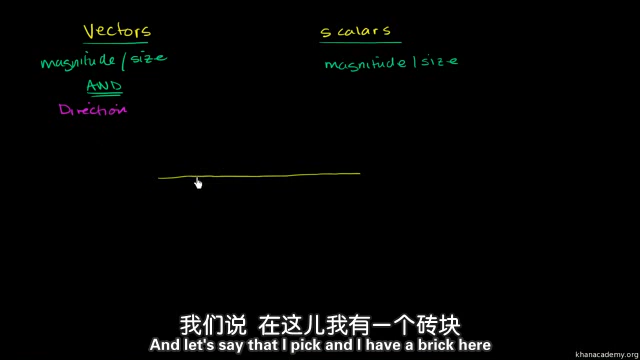 Vectors
scalars
magnitude/size
magnitude/size
AND
Direction
我们说 在这儿我有一个砖块
And let's say that I pick and I have a brick here
khanacademy.org